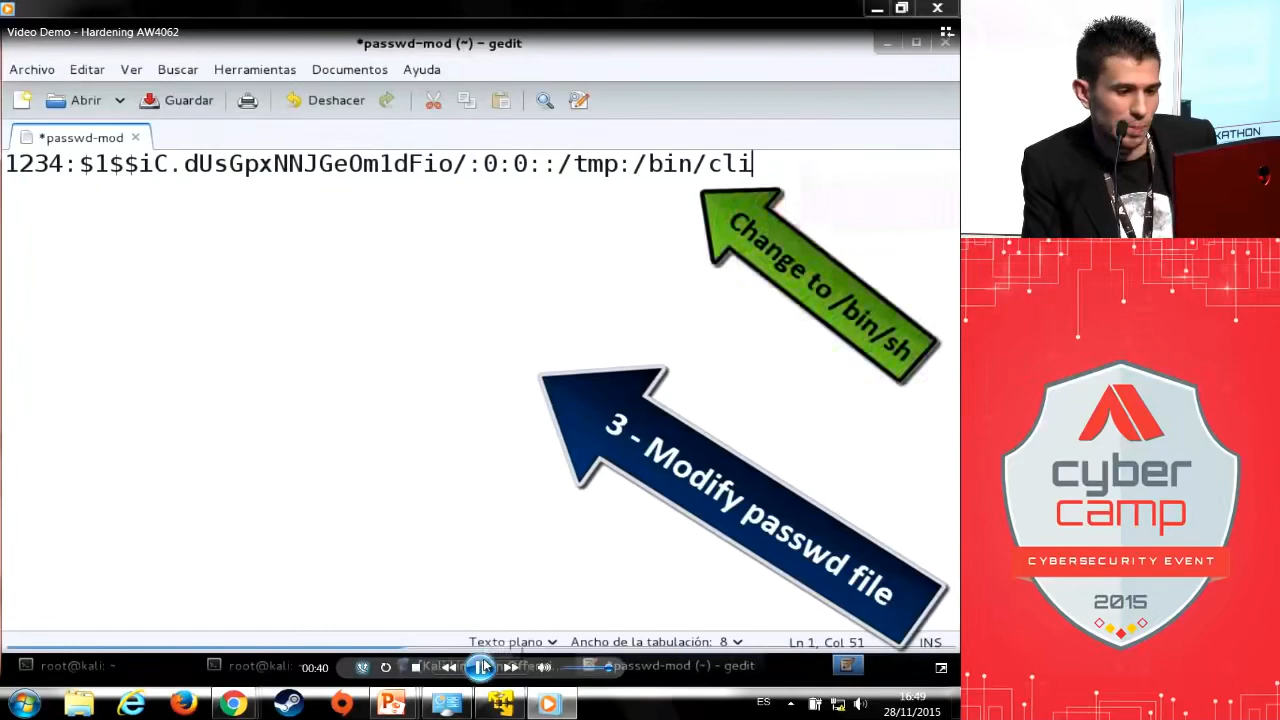 Video Demo - Hardening AW4062
*passwd-mod (~) - gedit
Archivo Editar Ver Buscar Herramientas Documentos Ayuda
Abrir Guardar Deshacer
*passwd-mod
1234:$1$$iC.dUsGpxNNJGeOm1dFio/:0:0::/tmp:/bin/cli
Change to /bin/sh
3 - Modify passwd file
Texto plano Ancho de la tabulación: 8 Ln 1, Col 51 INS
root@kali: ~ root@kali: ~ *passwd-mod (~) - gedit
00:40
ES 16:49
28/11/2015
KATHON
cyber
camp
CYBERSECURITY EVENT
2015